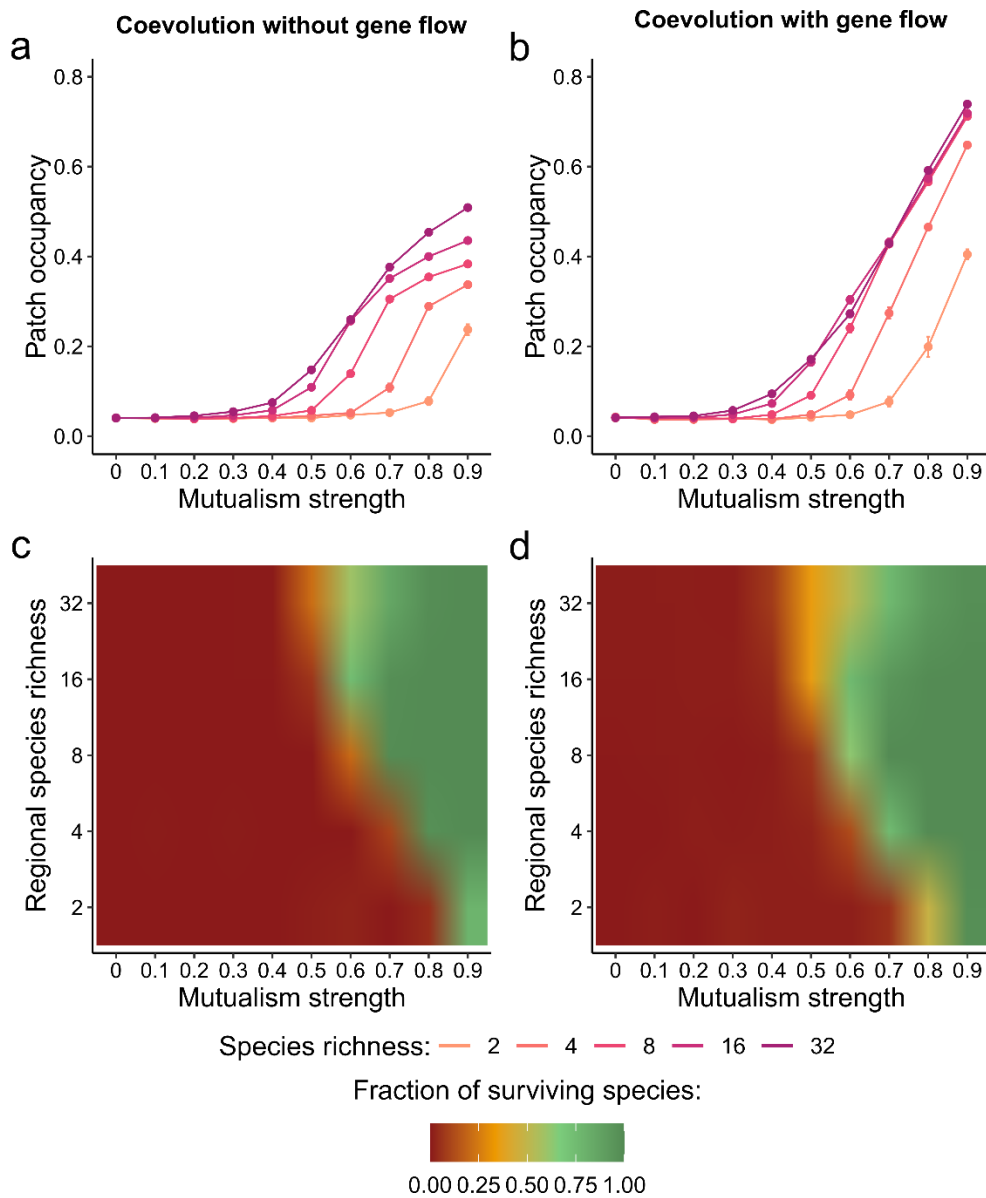 Coevolution without gene flow
Coevolution with gene flow
a
b
Patch occupancy
0.8
0.6
0.4
0.2
0.0
0 0.1 0.2 0.3 0.4 0.5 0.6 0.7 0.8 0.9
Mutualism strength
Patch occupancy
0.8
0.6
0.4
0.2
0.0
0 0.1 0.2 0.3 0.4 0.5 0.6 0.7 0.8 0.9
Mutualism strength
c
d
Regional species richness
32
16
8
4
2
0 0.1 0.2 0.3 0.4 0.5 0.6 0.7 0.8 0.9
Mutualism strength
Regional species richness
32
16
8
4
2
0 0.1 0.2 0.3 0.4 0.5 0.6 0.7 0.8 0.9
Mutualism strength
Species richness: 2 4 8 16 32
Fraction of surviving species:
0.00 0.25 0.50 0.75 1.00